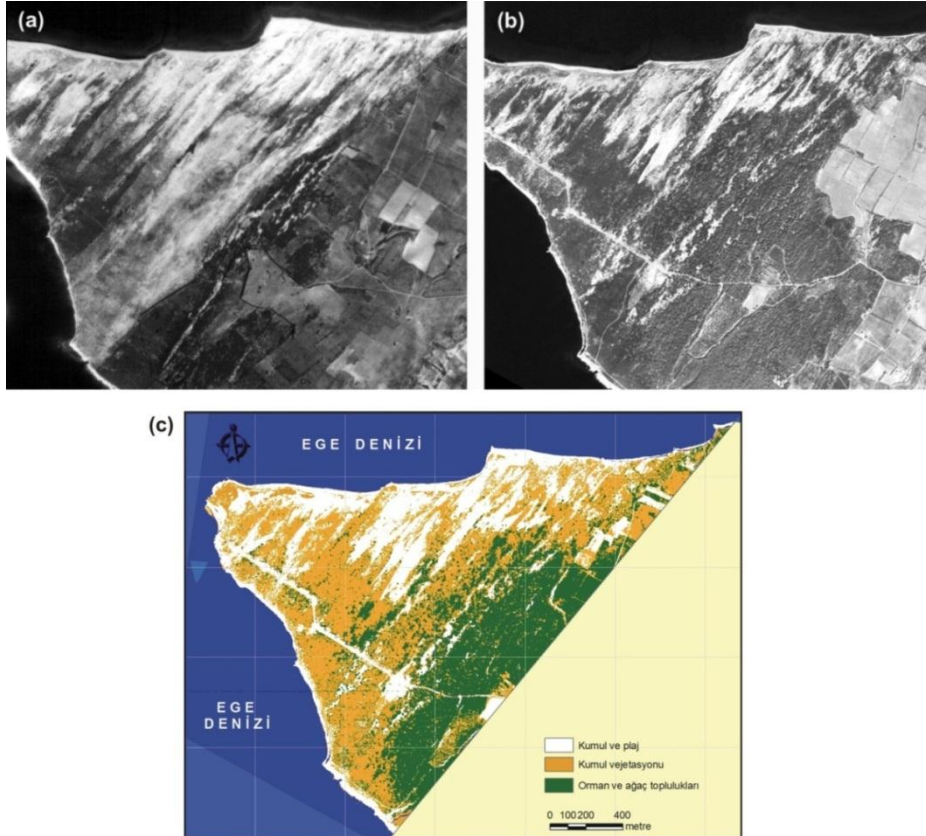 (a)
(b)
(c)
EGE DENİZİ
EGE
DENİZİ
Kumul ve plaj
Kumul vejetasyonu
Orman ve ağaç toplulukları
0 100 200 400
metre